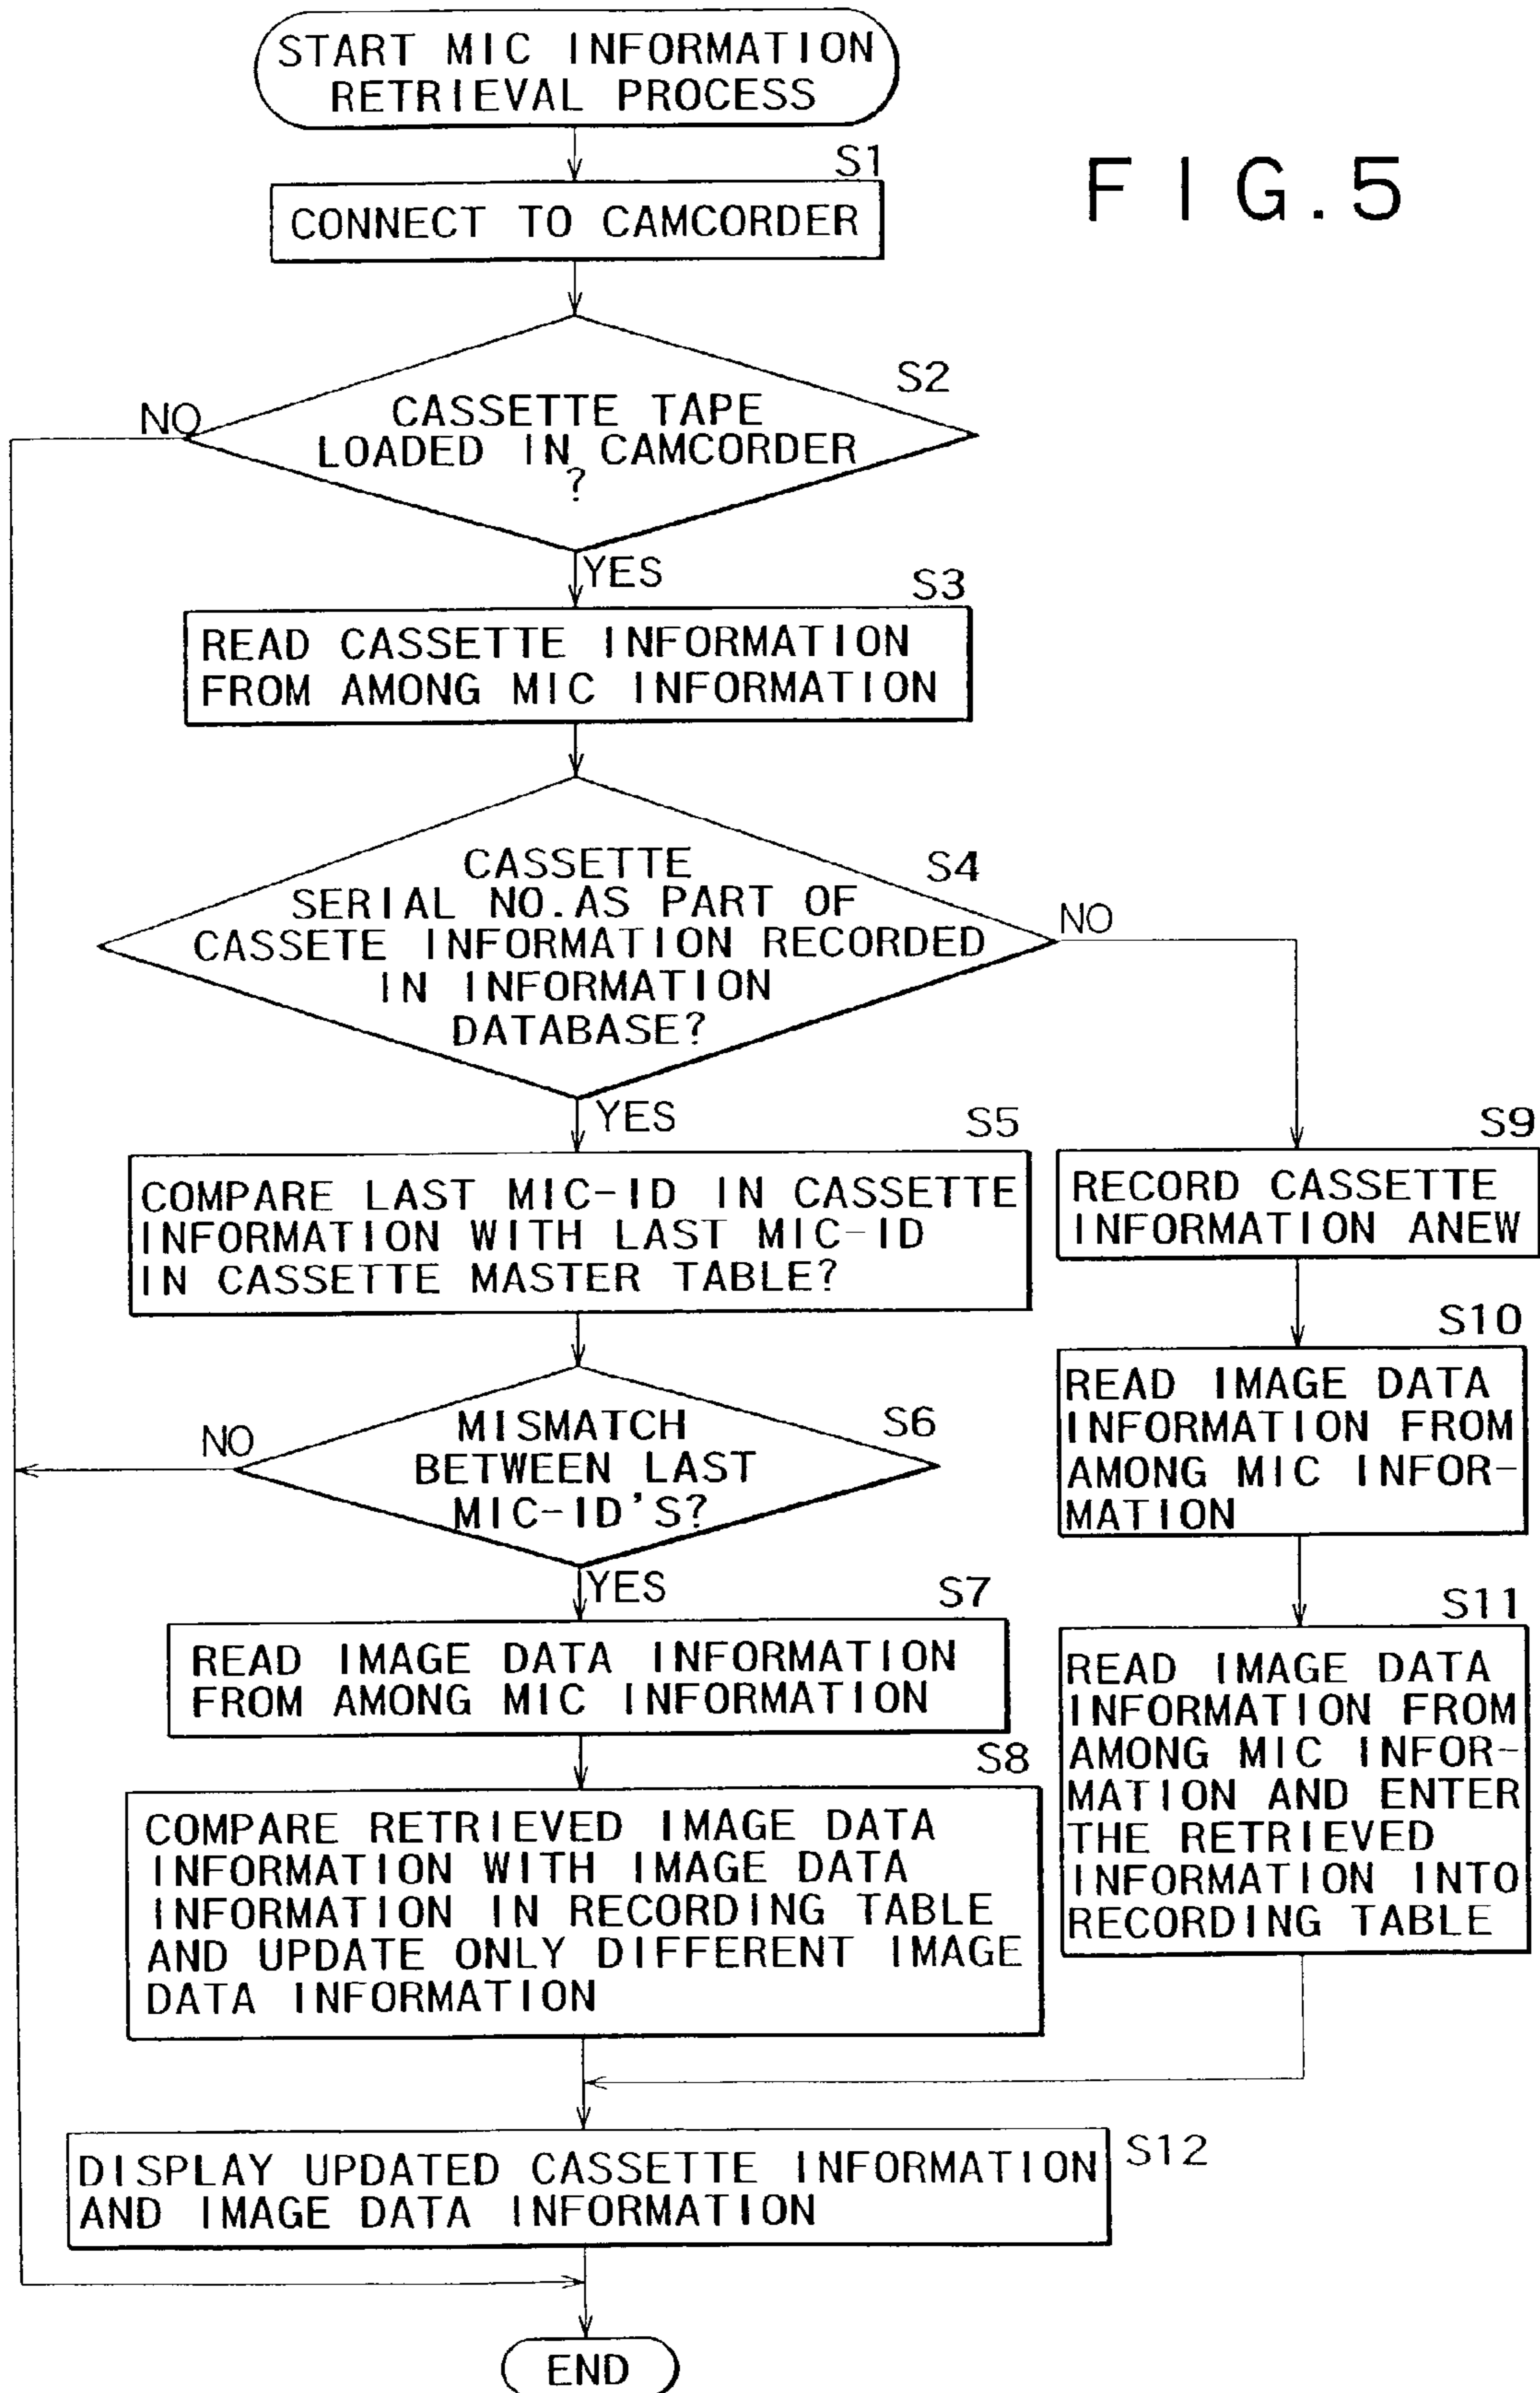 START MIC INFORMATION
RETRIEVAL PROCESS
FIG.5
S1
CONNECT TO CAMCORDER
S2
NO
CASSETTE TAPE
LOADED IN CAMCORDER
?
YES
S3
READ CASSETTE INFORMATION
FROM AMONG MIC INFORMATION
S4
CASSETTE
SERIAL NO.AS PART OF
CASSETE INFORMATION RECORDED
IN INFORMATION
DATABASE?
NO
YES
S5
COMPARE LAST MIC-ID IN CASSETTE
INFORMATION WITH LAST MIC-ID
IN CASSETTE MASTER TABLE?
S9
RECORD CASSETTE
INFORMATION ANEW
S10
READ IMAGE DATA
INFORMATION FROM
AMONG MIC INFOR-
MATION
S6
NO
MISMATCH
BETWEEN LAST
MIC-ID'S?
YES
S7
READ IMAGE DATA INFORMATION
FROM AMONG MIC INFORMATION
S11
READ IMAGE DATA
INFORMATION FROM
AMONG MIC INFOR-
MATION AND ENTER
THE RETRIEVED
INFORMATION INTO
RECORDING TABLE
S8
COMPARE RETRIEVED IMAGE DATA
INFORMATION WITH IMAGE DATA
INFORMATION IN RECORDING TABLE
AND UPDATE ONLY DIFFERENT IMAGE
DATA INFORMATION
S12
DISPLAY UPDATED CASSETTE INFORMATION
AND IMAGE DATA INFORMATION
END